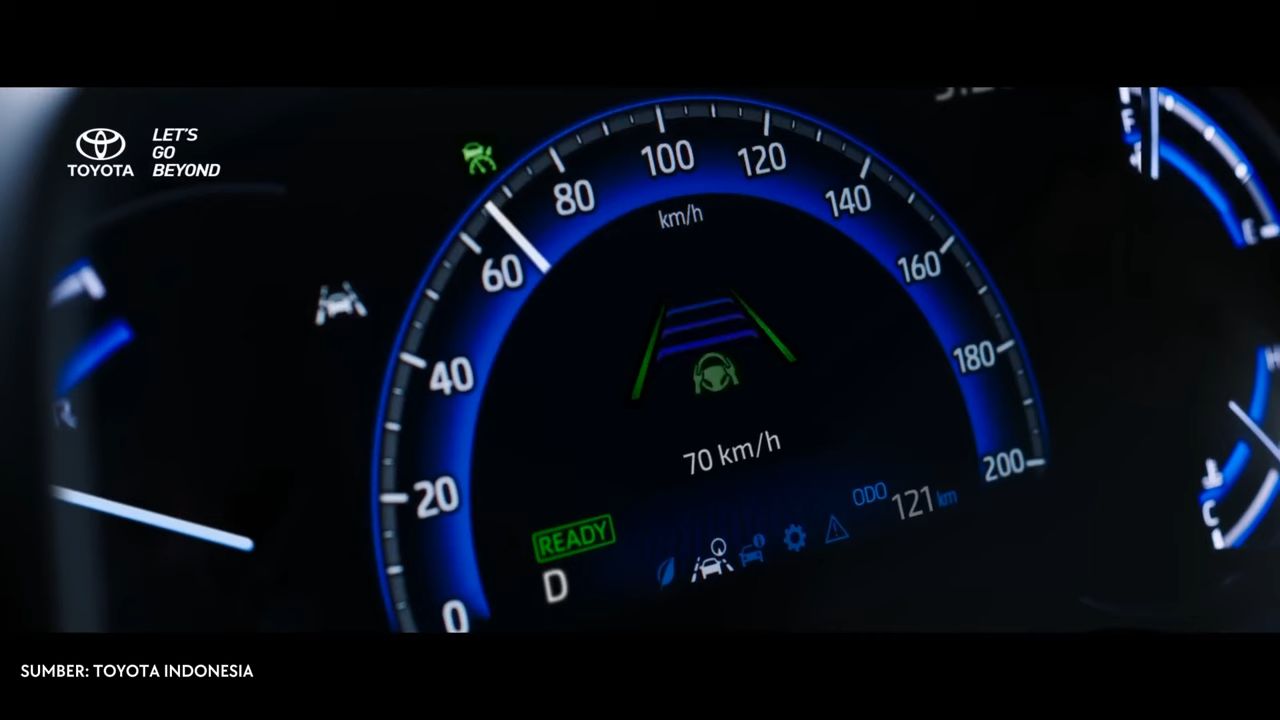 TOYOTA
LET'S
GO
BEYOND
100
120
80
140
km/h
60
160
40
180
70 km/h
200
20
ODO 121 km
READY
D
0
F
E
H
C
SUMBER: TOYOTA INDONESIA